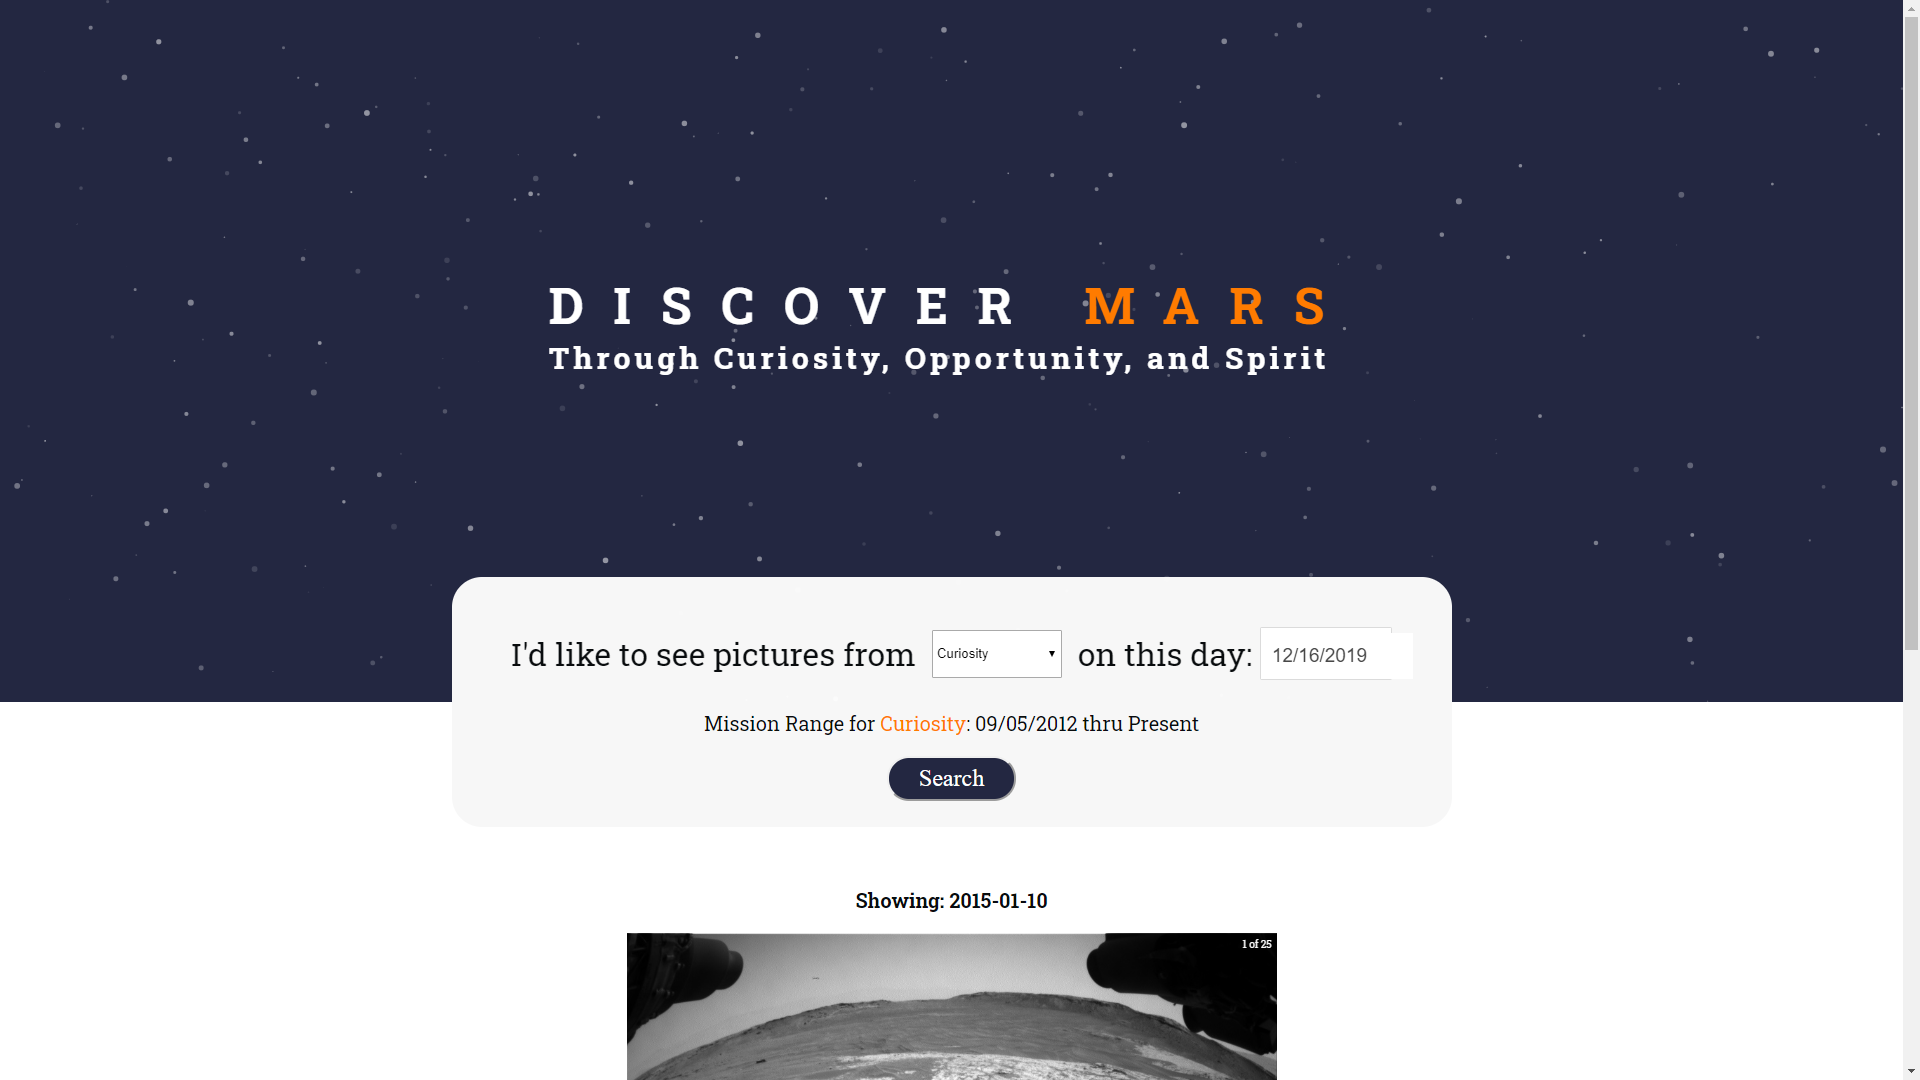 DISCOVER MARS
Through Curiosity, Opportunity, and Spirit
I'd like to see pictures from Curiosity on this day: 12/16/2019
Mission Range for Curiosity: 09/05/2012 thru Present
Search
Showing: 2015-01-10
1 of 25